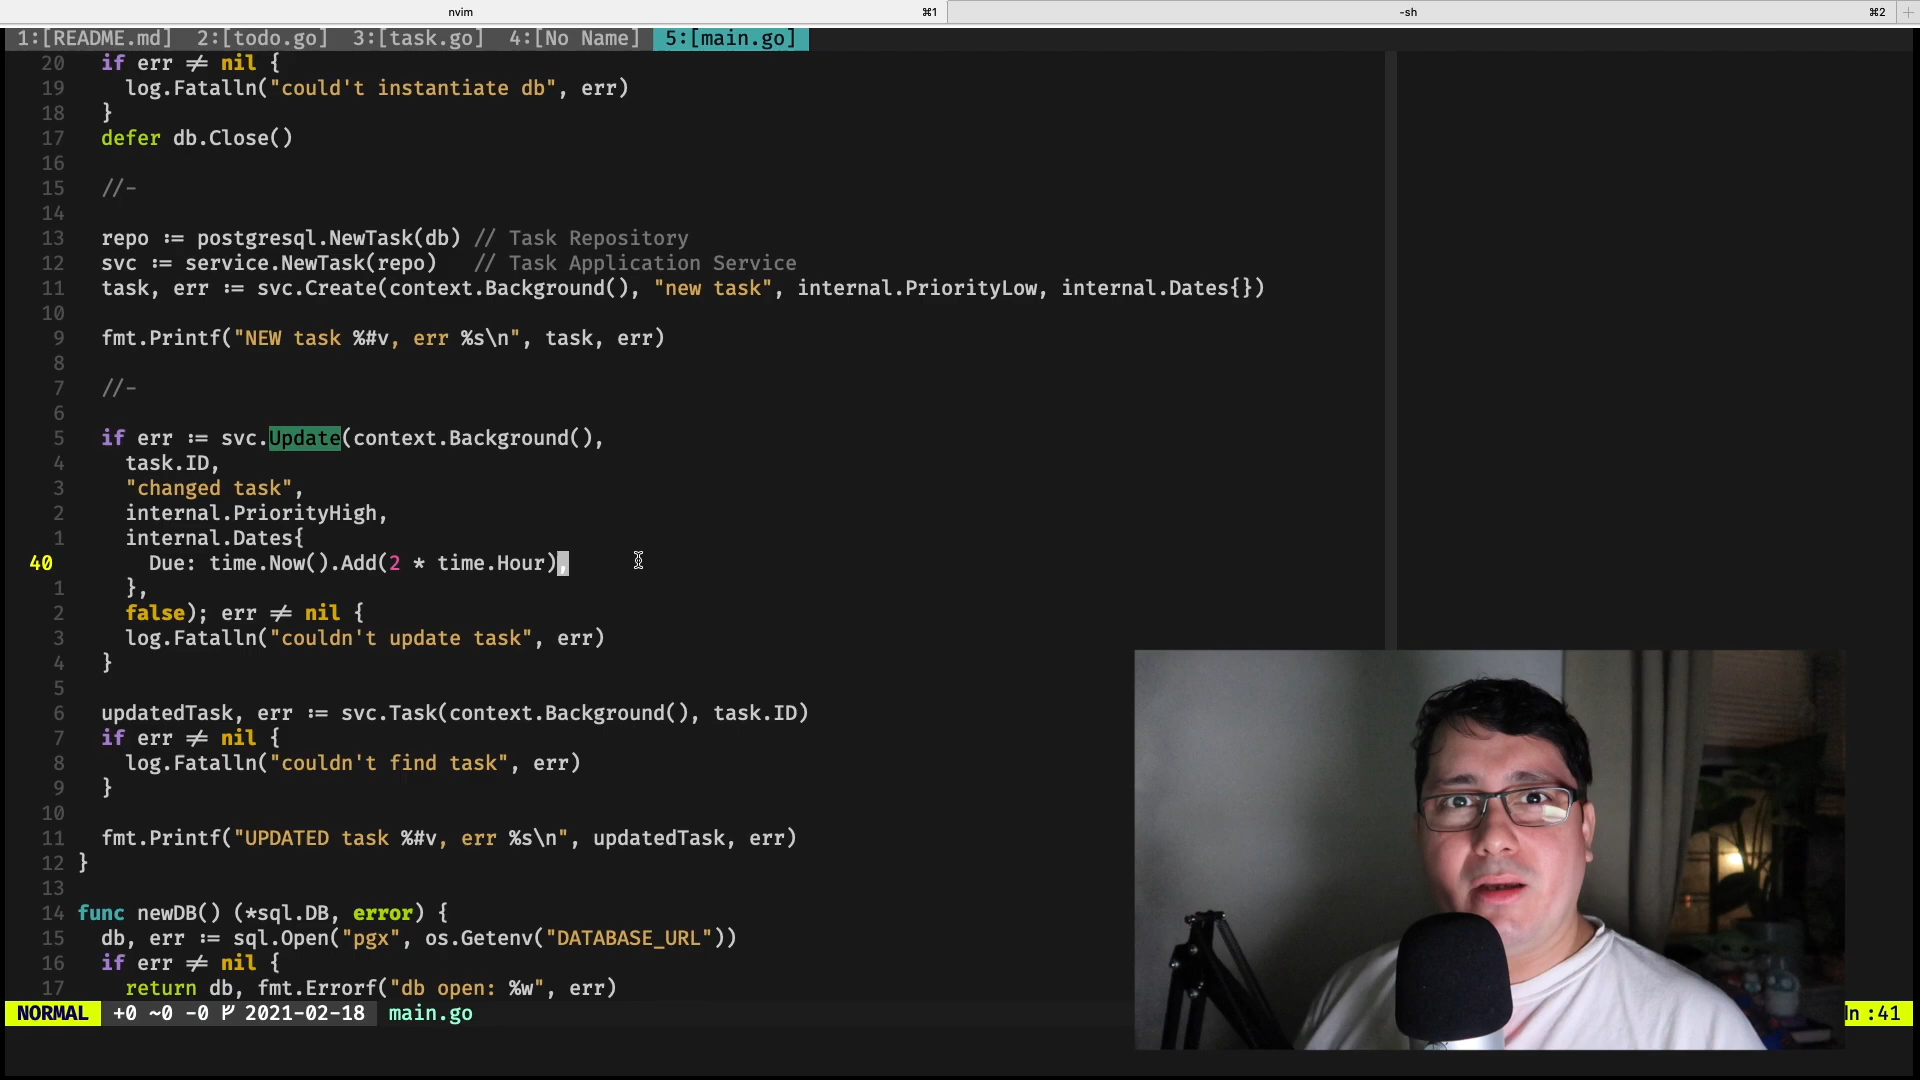 nvim ⌘1 -sh ⌘2 +
1:[README.md] 2:[todo.go] 3:[task.go] 4:[No Name] 5:[main.go]
20 if err ≠ nil {
19 log.Fatalln("could't instantiate db", err)
18 }
17 defer db.Close()
16
15 //-
14
13 repo := postgresql.NewTask(db) // Task Repository
12 svc := service.NewTask(repo) // Task Application Service
11 task, err := svc.Create(context.Background(), "new task", internal.PriorityLow, internal.Dates{})
10
9 fmt.Printf("NEW task %#v, err %s\n", task, err)
8
7 //-
6
5 if err := svc.Update(context.Background(),
4 task.ID,
3 "changed task",
2 internal.PriorityHigh,
1 internal.Dates{
40 Due: time.Now().Add(2 * time.Hour),
1 },
2 false); err ≠ nil {
3 log.Fatalln("couldn't update task", err)
4 }
5
6 updatedTask, err := svc.Task(context.Background(), task.ID)
7 if err ≠ nil {
8 log.Fatalln("couldn't find task", err)
9 }
10
11 fmt.Printf("UPDATED task %#v, err %s\n", updatedTask, err)
12 }
13
14 func newDB() (*sql.DB, error) {
15 db, err := sql.Open("pgx", os.Getenv("DATABASE_URL"))
16 if err ≠ nil {
17 return db, fmt.Errorf("db open: %w", err)
NORMAL +0 ~0 -0 2021-02-18 main.go ln :41